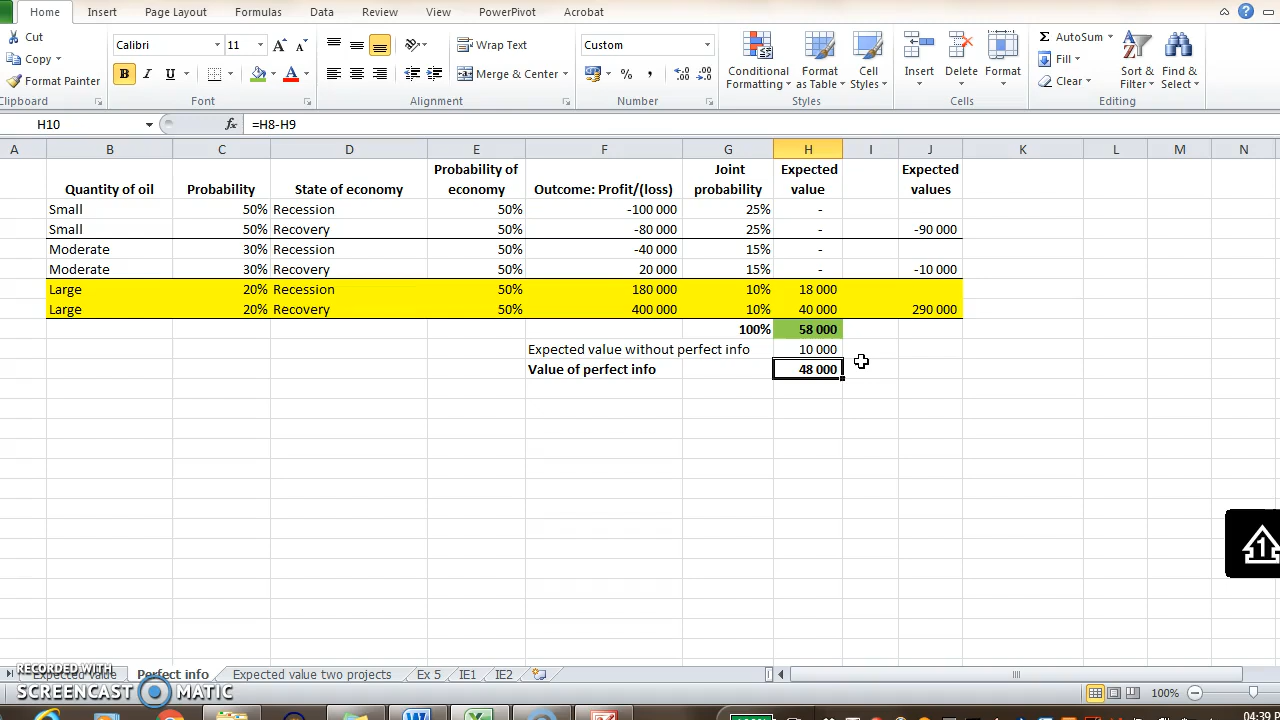 Home Insert Page Layout Formulas Data Review View PowerPivot Acrobat
Cut
Copy
Format Painter
Clipboard
Calibri 11
B I U
Font
Wrap Text
Merge & Center
Alignment
Custom
%
Number
Conditional Formatting
Format as Table
Cell Styles
Styles
Insert Delete Format
Cells
Σ AutoSum
Fill
Clear
Sort & Filter
Find & Select
Editing
H10 fx =H8-H9
A B C D E F G H I J K L M N
Quantity of oil Probability State of economy Probability of economy Outcome: Profit/(loss) Joint probability Expected value Expected values
Small 50% Recession 50% -100 000 25% -
Small 50% Recovery 50% -80 000 25% - -90 000
Moderate 30% Recession 50% -40 000 15% -
Moderate 30% Recovery 50% 20 000 15% - -10 000
Large 20% Recession 50% 180 000 10% 18 000
Large 20% Recovery 50% 400 000 10% 40 000 290 000
100% 58 000
Expected value without perfect info 10 000
Value of perfect info 48 000
1
Expected value Perfect info Expected value two projects Ex 5 IE1 IE2
RECORDED WITH
SCREENCAST MATIC
100%
100%
04:39